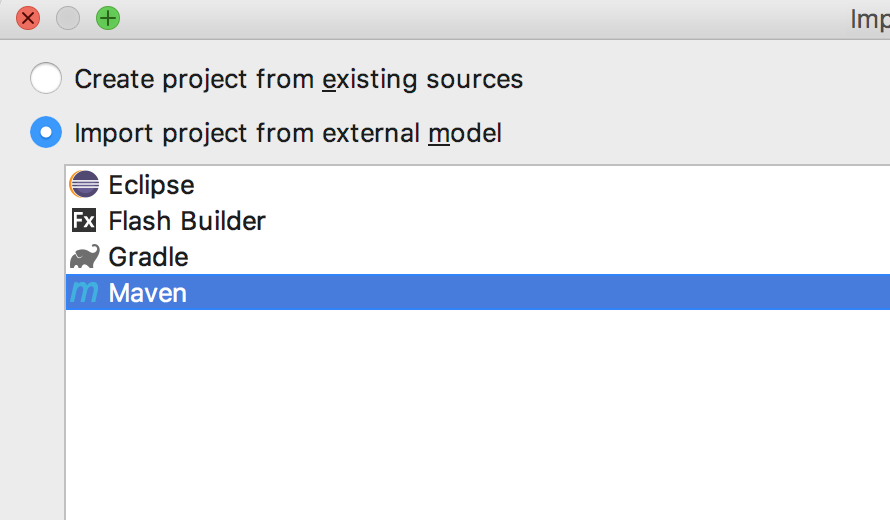 Imp
Create project from existing sources
Import project from external model
Eclipse
Fx Flash Builder
Gradle
m Maven